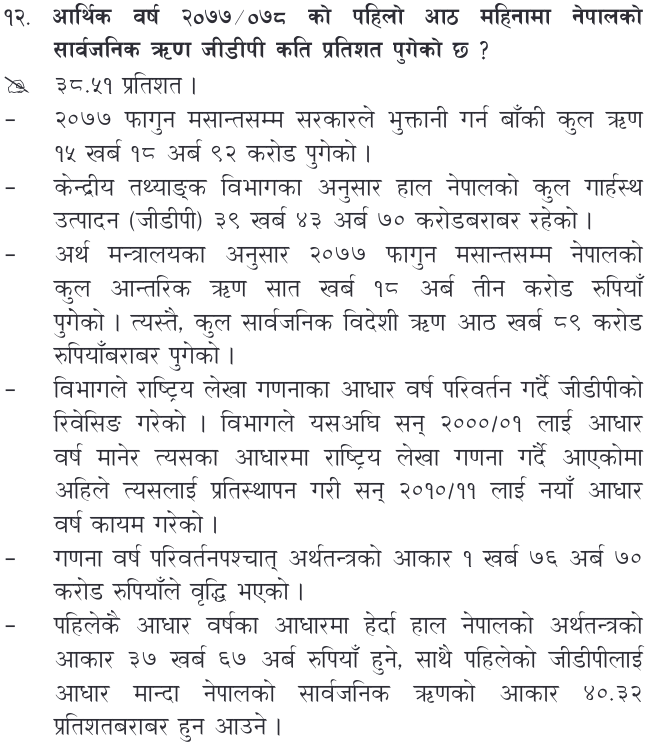 १२. आर्थिक वर्ष २०७७/०७८ को पहिलो आठ महिनामा नेपालको
सार्वजनिक ऋण जीडीपी कति प्रतिशत पुगेको छ ?
३८.५१ प्रतिशत ।
– २०७७ फागुन मसान्तसम्म सरकारले भुक्तानी गर्न बाँकी कुल ऋण
१५ खर्ब १८ अर्ब ९२ करोड पुगेको ।
– केन्द्रीय तथ्याङ्क विभागका अनुसार हाल नेपालको कुल गार्हस्थ
उत्पादन (जीडीपी) ३९ खर्ब ४३ अर्ब ७० करोडबराबर रहेको ।
– अर्थ मन्त्रालयका अनुसार २०७७ फागुन मसान्तसम्म नेपालको
कुल आन्तरिक ऋण सात खर्ब १८ अर्ब तीन करोड रुपियाँ
पुगेको । त्यस्तै, कुल सार्वजनिक विदेशी ऋण आठ खर्ब ८९ करोड
रुपियाँबराबर पुगेको ।
– विभागले राष्ट्रिय लेखा गणनाका आधार वर्ष परिवर्तन गर्दै जीडीपीको
रिवेसिङ गरेको । विभागले यसअघि सन् २०००/०१ लाई आधार
वर्ष मानेर त्यसका आधारमा राष्ट्रिय लेखा गणना गर्दै आएकोमा
अहिले त्यसलाई प्रतिस्थापन गरी सन् २०१०/११ लाई नयाँ आधार
वर्ष कायम गरेको ।
– गणना वर्ष परिवर्तनपश्चात् अर्थतन्त्रको आकार १ खर्ब ७६ अर्ब ७०
करोड रुपियाँले वृद्धि भएको ।
– पहिलेकै आधार वर्षका आधारमा हेर्दा हाल नेपालको अर्थतन्त्रको
आकार ३७ खर्ब ६७ अर्ब रुपियाँ हुने, साथै पहिलेको जीडीपीलाई
आधार मान्दा नेपालको सार्वजनिक ऋणको आकार ४०.३२
प्रतिशतबराबर हुन आउने ।